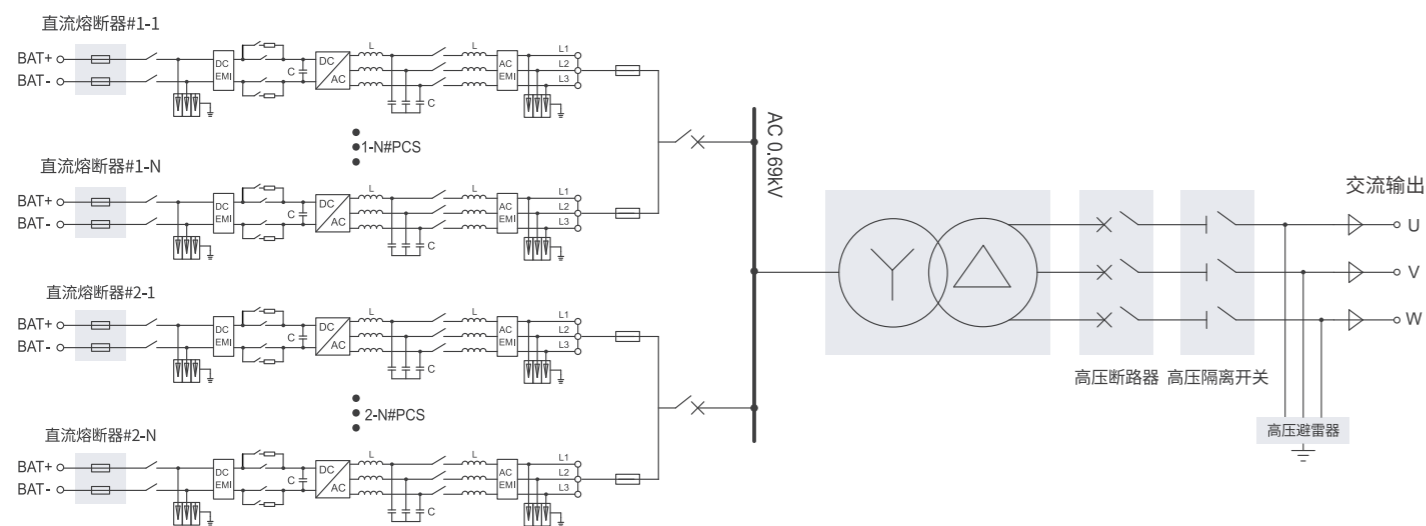 直流熔断器#1-1
BAT+
BAT-
DC
EMI
C
DC
AC
L
C
L
AC
EMI
L1
L2
L3
1-N#PCS
直流熔断器#1-N
BAT+
BAT-
DC
EMI
C
DC
AC
L
C
L
AC
EMI
L1
L2
L3
直流熔断器#2-1
BAT+
BAT-
DC
EMI
C
DC
AC
L
C
L
AC
EMI
L1
L2
L3
2-N#PCS
直流熔断器#2-N
BAT+
BAT-
DC
EMI
C
DC
AC
L
C
L
AC
EMI
L1
L2
L3
AC 0.69kV
高压断路器
高压隔离开关
高压避雷器
交流输出
U
V
W